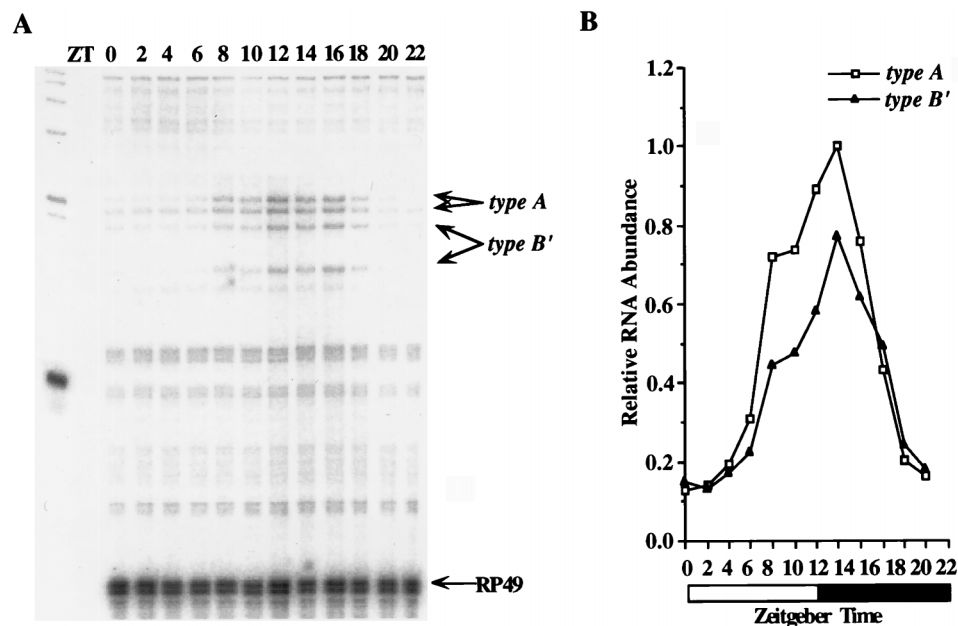 A
ZT 0 2 4 6 8 10 12 14 16 18 20 22
type A
type B'
RP49
B
type A
type B'
1.2
1.0
0.8
0.6
0.4
0.2
0.0
Relative RNA Abundance
0 2 4 6 8 10 12 14 16 18 20 22
Zeitgeber Time